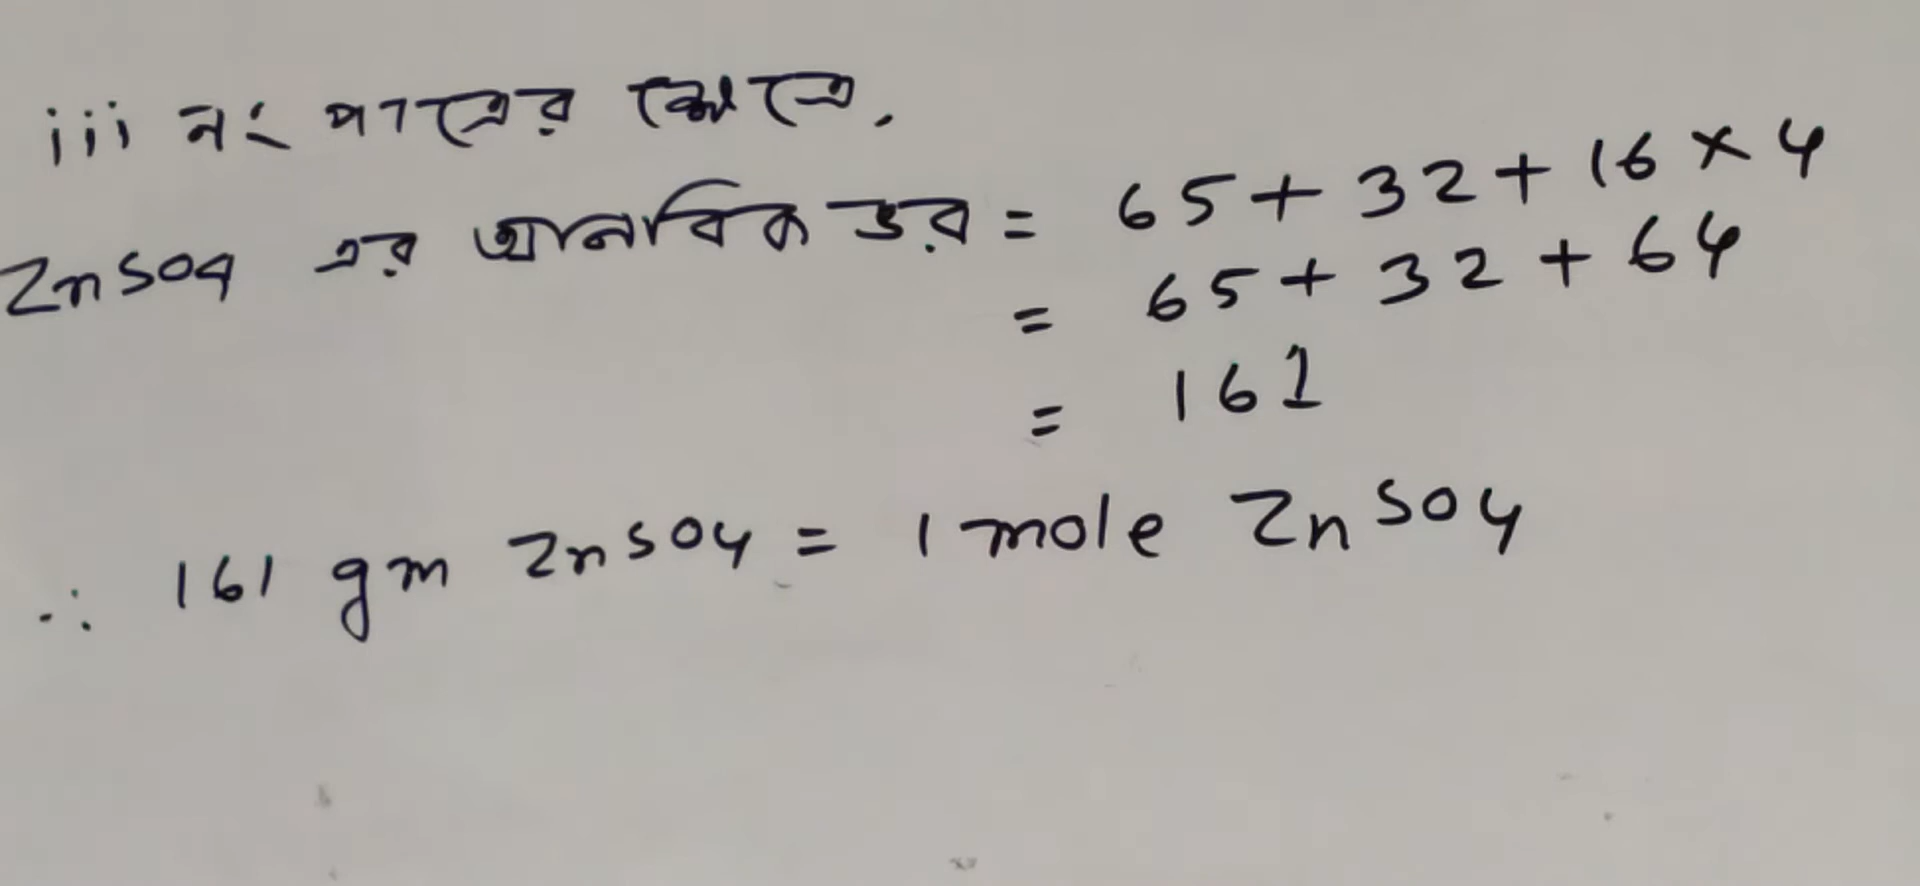 iii নং পাত্রের ক্ষেত্রে,
ZnSO4 এর আনবিক ভর = 65 + 32 + 16 × 4
= 65 + 32 + 64
= 161
∴ 161 gm ZnSO4 = 1 mole ZnSO4